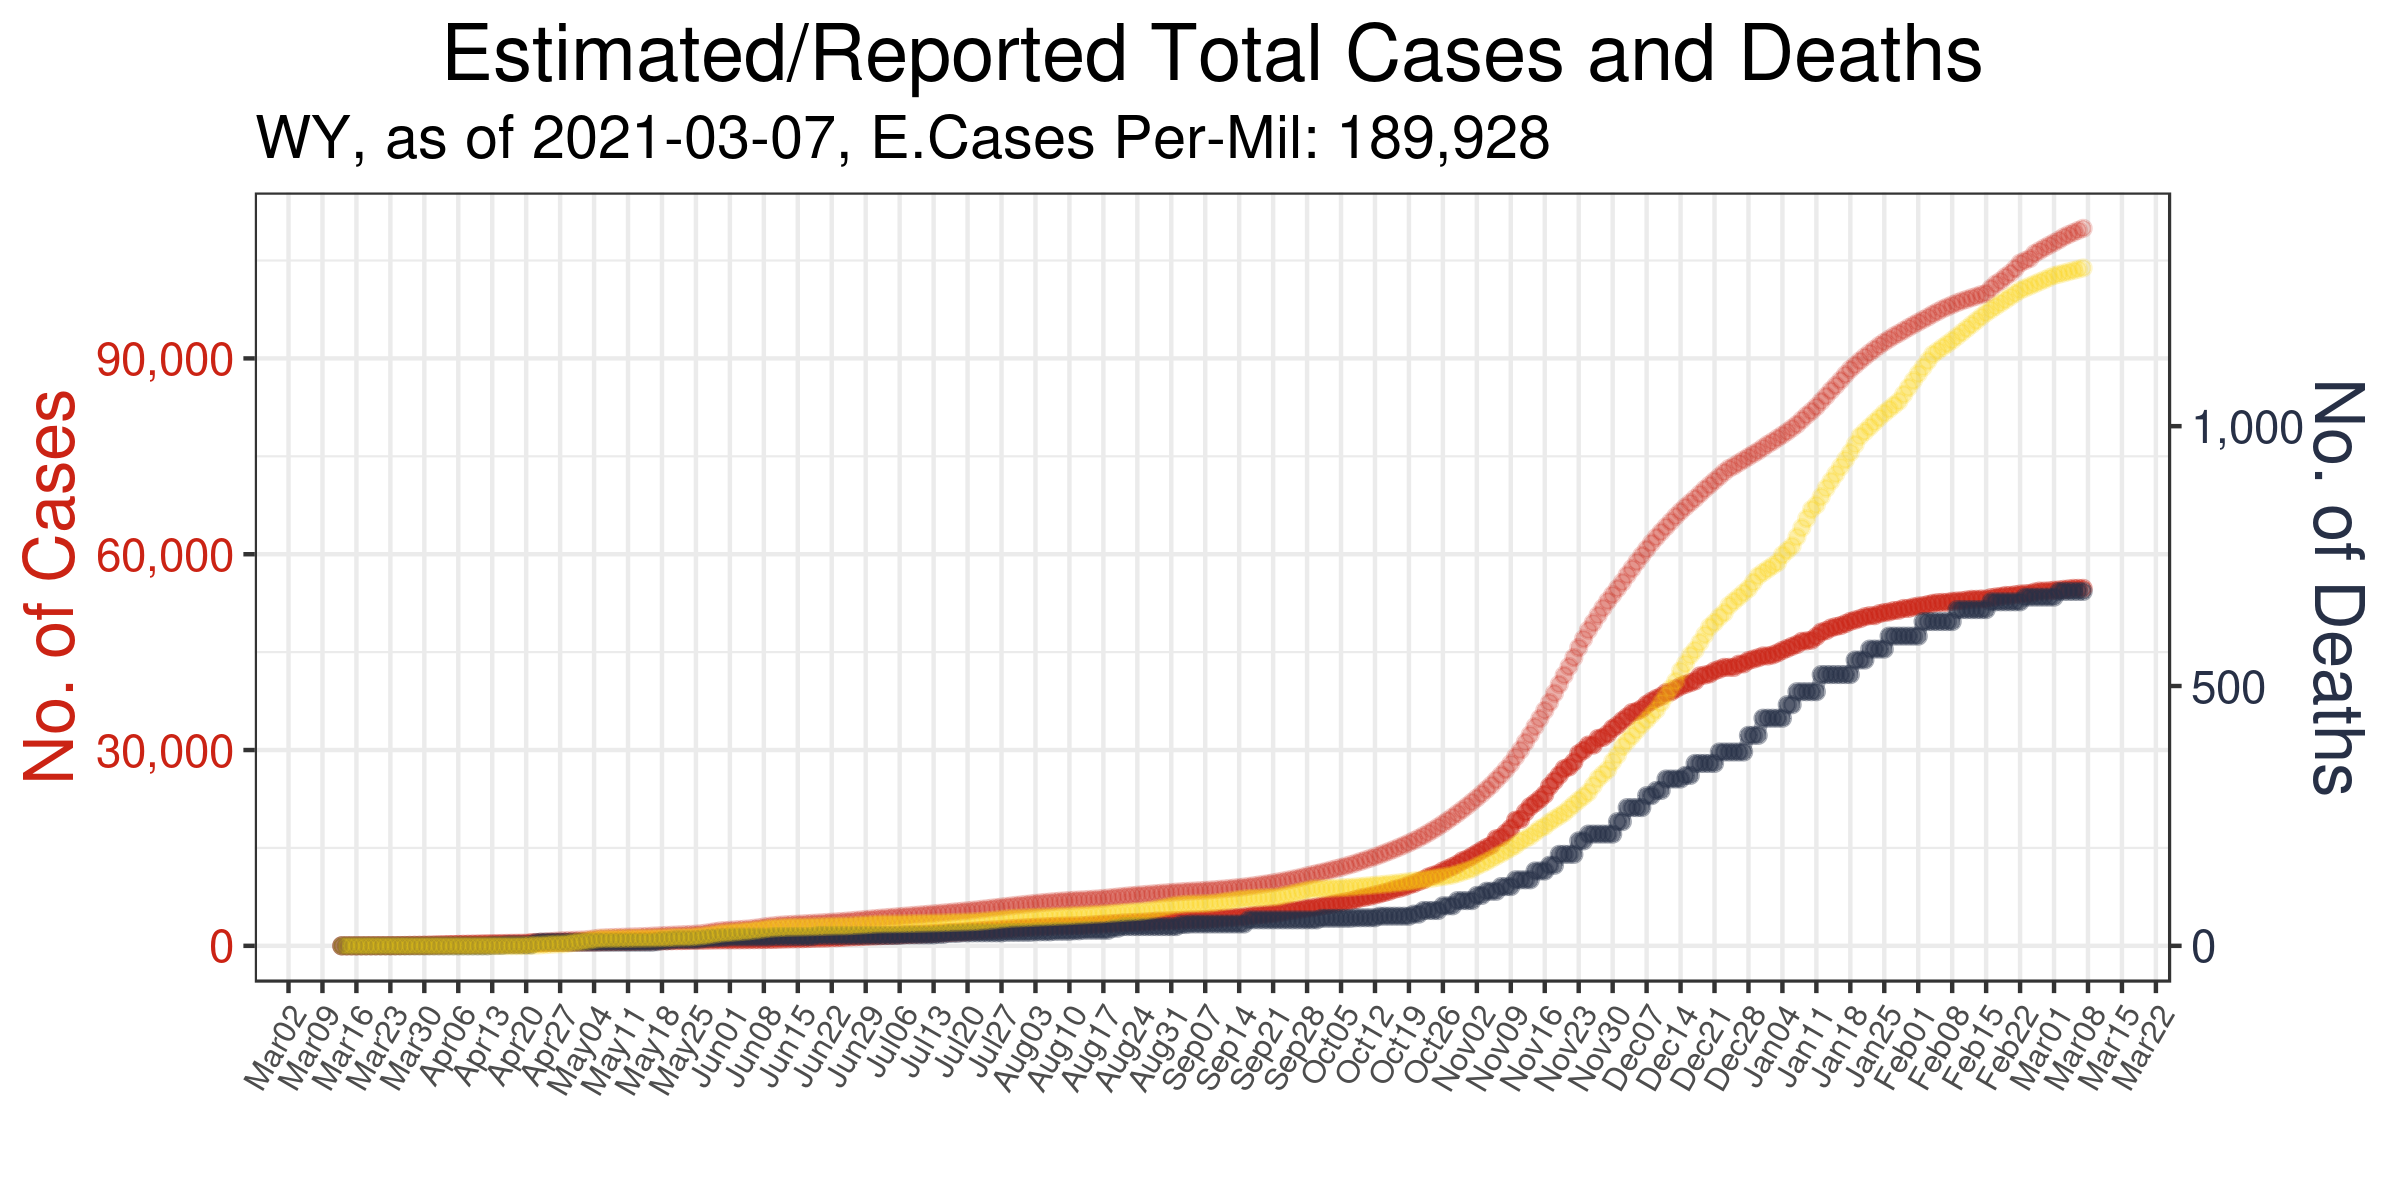 Estimated/Reported Total Cases and Deaths
WY, as of 2021-03-07, E.Cases Per-Mil: 189,928
No. of Cases
90,000
60,000
30,000
0
1,000
500
0
No. of Deaths
Mar02
Mar09
Mar16
Mar23
Mar30
Apr06
Apr13
Apr20
Apr27
May04
May11
May18
May25
Jun01
Jun08
Jun15
Jun22
Jun29
Jul06
Jul13
Jul20
Jul27
Aug03
Aug10
Aug17
Aug24
Aug31
Sep07
Sep14
Sep21
Sep28
Oct05
Oct12
Oct19
Oct26
Nov02
Nov09
Nov16
Nov23
Nov30
Dec07
Dec14
Dec21
Dec28
Jan04
Jan11
Jan18
Jan25
Feb01
Feb08
Feb15
Feb22
Mar01
Mar08
Mar15
Mar22